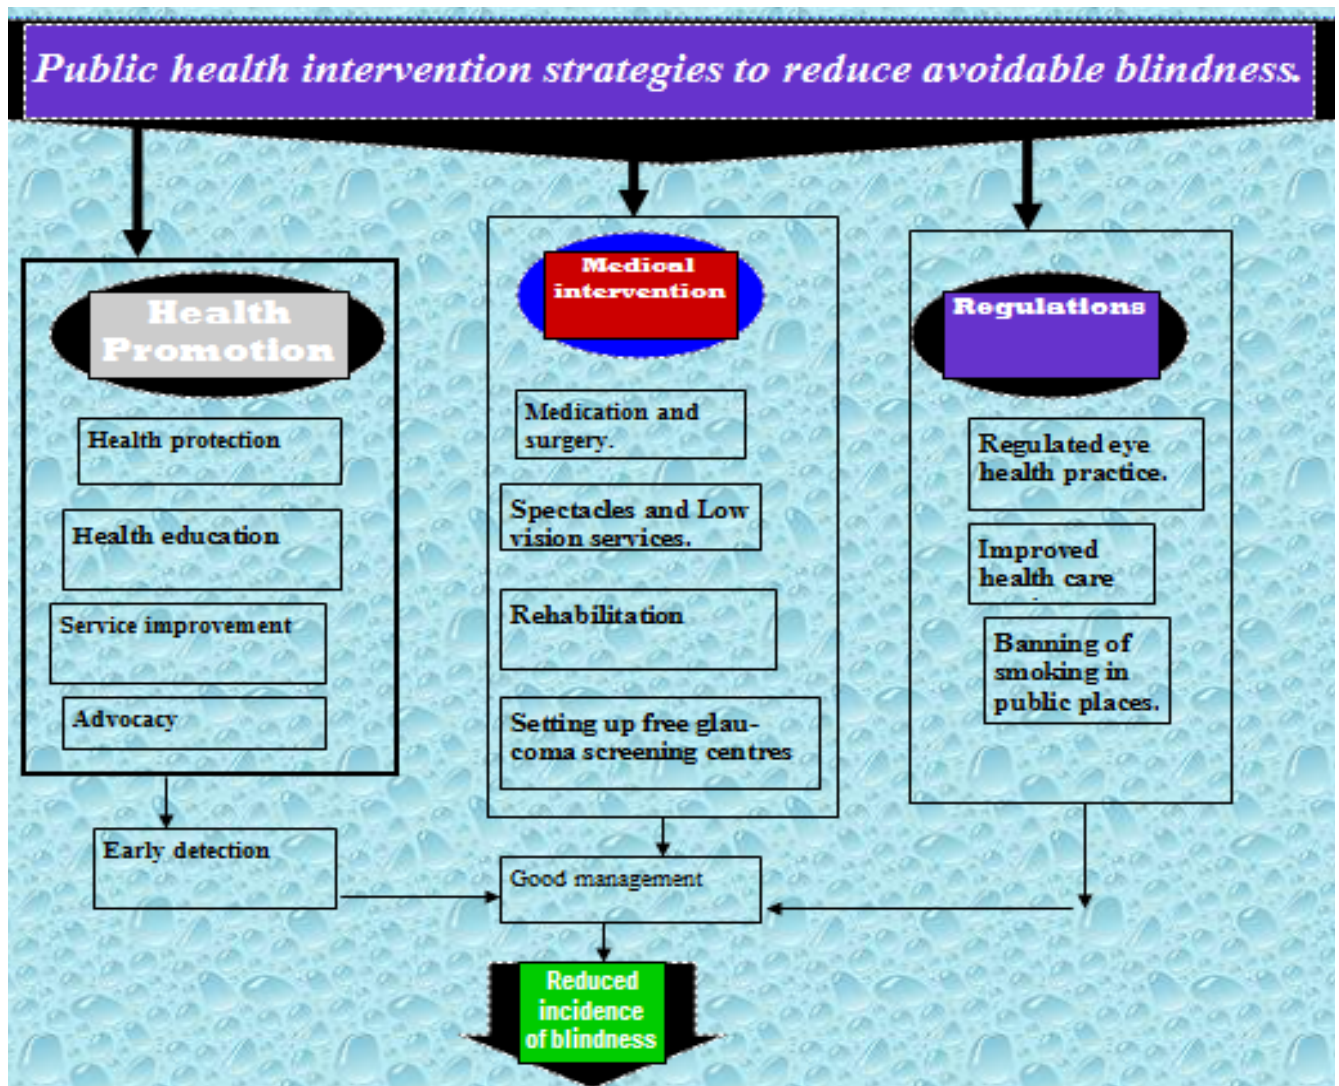 Public health intervention strategies to reduce avoidable blindness.
Health
Promotion
Health protection
Health education
Service improvement
Advocacy
Early detection
Medical
intervention
Medication and
surgery.
Spectacles and Low
vision services.
Rehabilitation
Setting up free glau-
coma screening centres
Good management
Regulations
Regulated eye
health practice.
Improved
health care
Banning of
smoking in
public places.
Reduced
incidence
of blindness